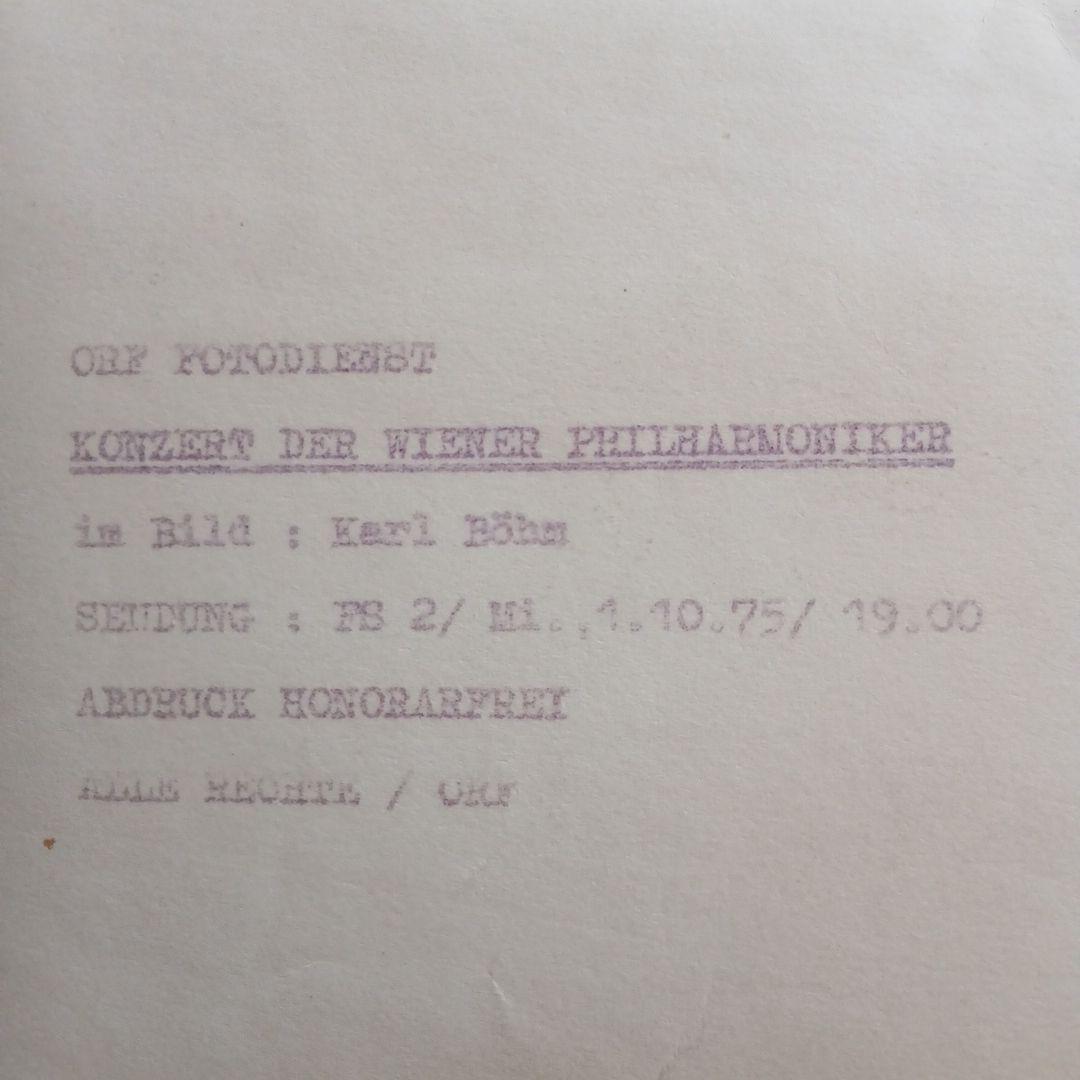 ORF FOTODIENST
KONZERT DER WIENER PHILHARMONIKER
im Bild : Karl Böhm
SENDUNG : FS 2/ Mi.,1.10.75/ 19.00
ABDRUCK HONORARFREI
ALLE RECHTE / ORF